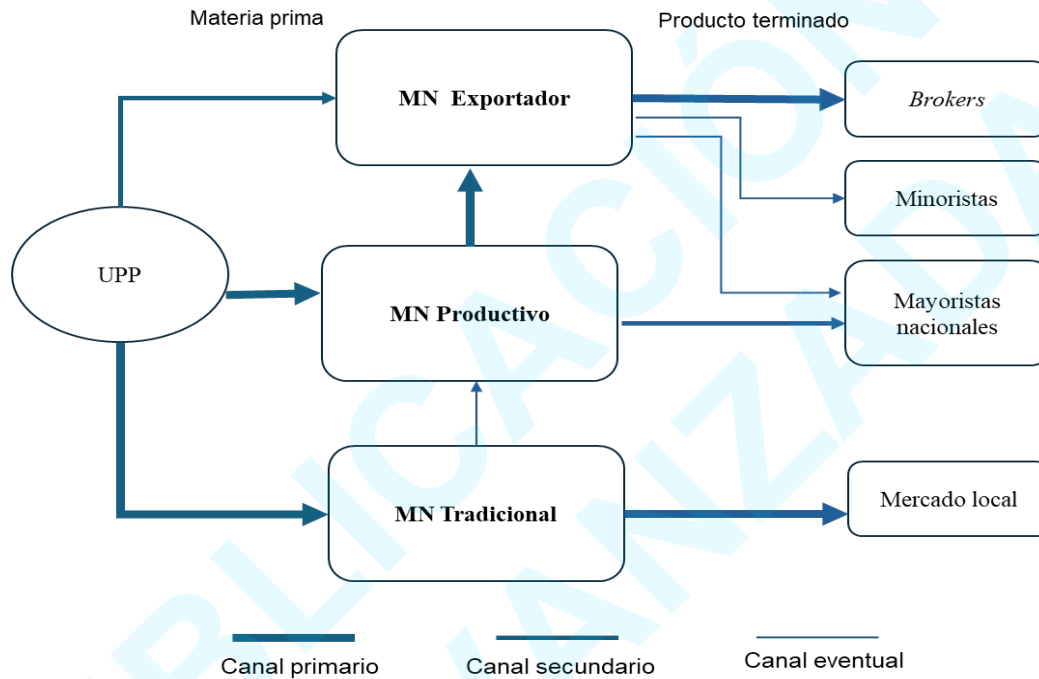 Materia prima
Producto terminado
MN Exportador
Brokers
Minoristas
UPP
MN Productivo
Mayoristas
nacionales
MN Tradicional
Mercado local
Canal primario
Canal secundario
Canal eventual